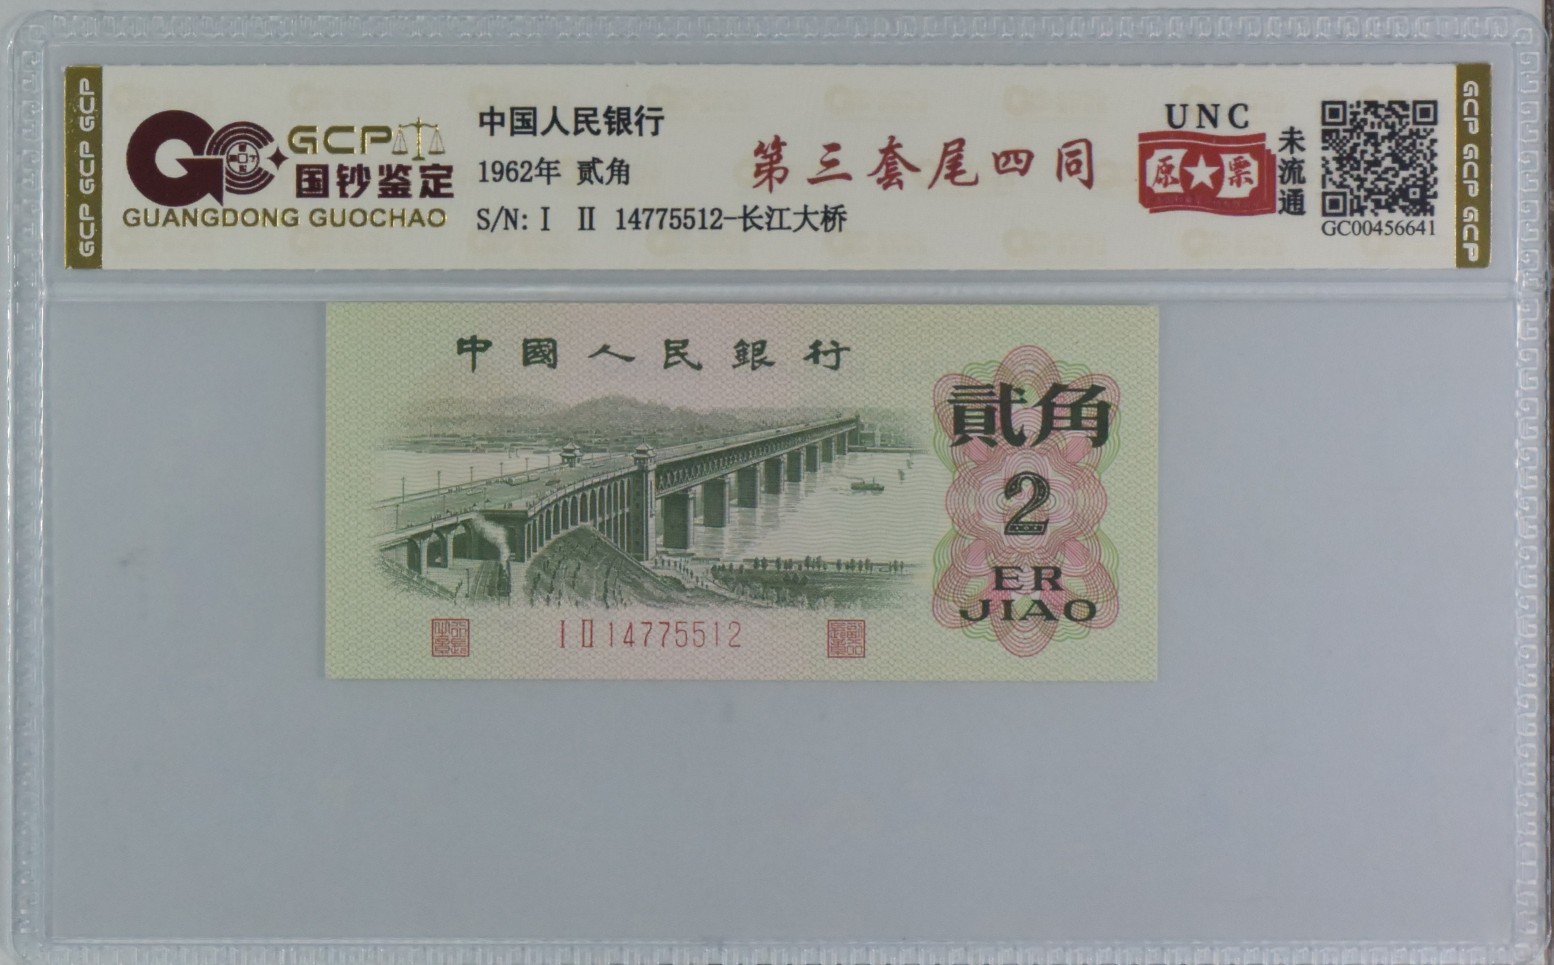 GCP GCP GCP
GCP
国钞鉴定
GUANGDONG GUOCHAO
中国人民银行
1962年 贰角
S/N: I II 14775512-长江大桥
第三套尾四同
UNC
原★票
未流通
GC00456641
GCP GCP GCP
中國人民銀行
貳角
2
ER
JIAO
I II 14775512